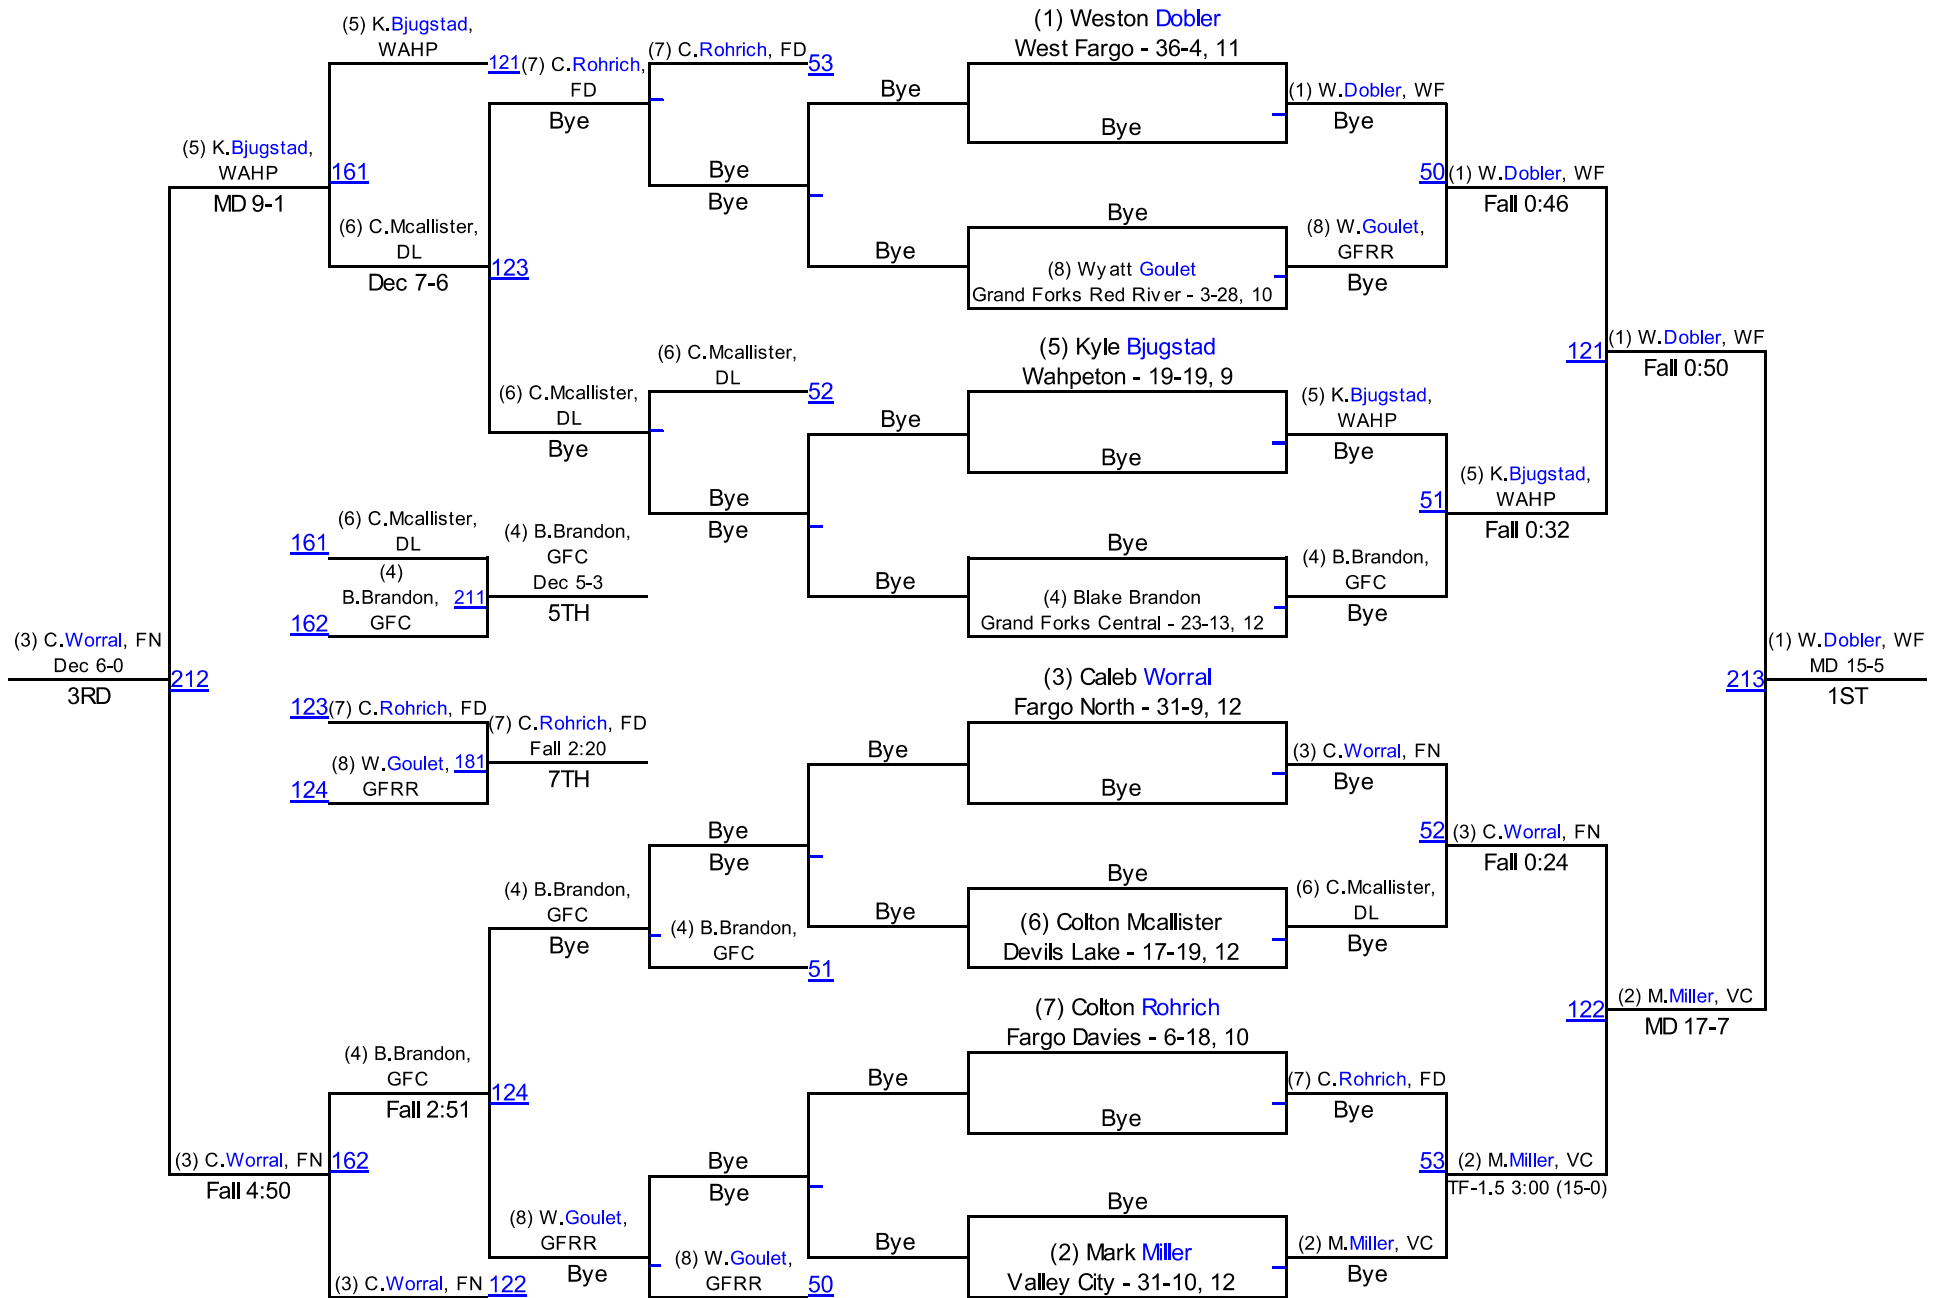 (5) K.Bjugstad,
WAHP
121
(7) C.Rohrich,
FD
Bye
(7) C.Rohrich, FD
53
(5) K.Bjugstad,
WAHP
161
MD 9-1
(6) C.Mcallister,
DL
Dec 7-6
123
Bye
Bye
(6) C.Mcallister,
DL
52
(6) C.Mcallister,
DL
Bye
Bye
Bye
161
(6) C.Mcallister,
DL
(4)
B.Brandon,
GFC
162
211
(4) B.Brandon,
GFC
Dec 5-3
5TH
(3) C.Worral, FN
Dec 6-0
3RD
212
123
(7) C.Rohrich, FD
(8) W.Goulet,
GFRR
124
181
(7) C.Rohrich, FD
Fall 2:20
7TH
Bye
Bye
(4) B.Brandon,
GFC
Bye
(4) B.Brandon,
GFC
51
(4) B.Brandon,
GFC
Fall 2:51
124
(3) C.Worral, FN
Fall 4:50
162
Bye
Bye
(8) W.Goulet,
GFRR
Bye
(8) W.Goulet,
GFRR
50
(3) C.Worral, FN
122
Bye
(1) Weston Dobler
West Fargo - 36-4, 11
Bye
(1) W.Dobler, WF
Bye
50
(1) W.Dobler, WF
Fall 0:46
Bye
Bye
(8) Wyatt Goulet
Grand Forks Red River - 3-28, 10
(8) W.Goulet,
GFRR
Bye
121
(1) W.Dobler, WF
Fall 0:50
Bye
(5) Kyle Bjugstad
Wahpeton - 19-19, 9
Bye
(5) K.Bjugstad,
WAHP
Bye
51
(5) K.Bjugstad,
WAHP
Fall 0:32
Bye
Bye
(4) Blake Brandon
Grand Forks Central - 23-13, 12
(4) B.Brandon,
GFC
Bye
213
(1) W.Dobler, WF
MD 15-5
1ST
Bye
(3) Caleb Worral
Fargo North - 31-9, 12
Bye
(3) C.Worral, FN
Bye
52
(3) C.Worral, FN
Fall 0:24
Bye
Bye
(6) Colton Mcallister
Devils Lake - 17-19, 12
(6) C.Mcallister,
DL
Bye
122
(2) M.Miller, VC
MD 17-7
Bye
(7) Colton Rohrich
Fargo Davies - 6-18, 10
Bye
(7) C.Rohrich, FD
Bye
53
(2) M.Miller, VC
TF-1.5 3:00 (15-0)
Bye
Bye
(2) Mark Miller
Valley City - 31-10, 12
(2) M.Miller, VC
Bye